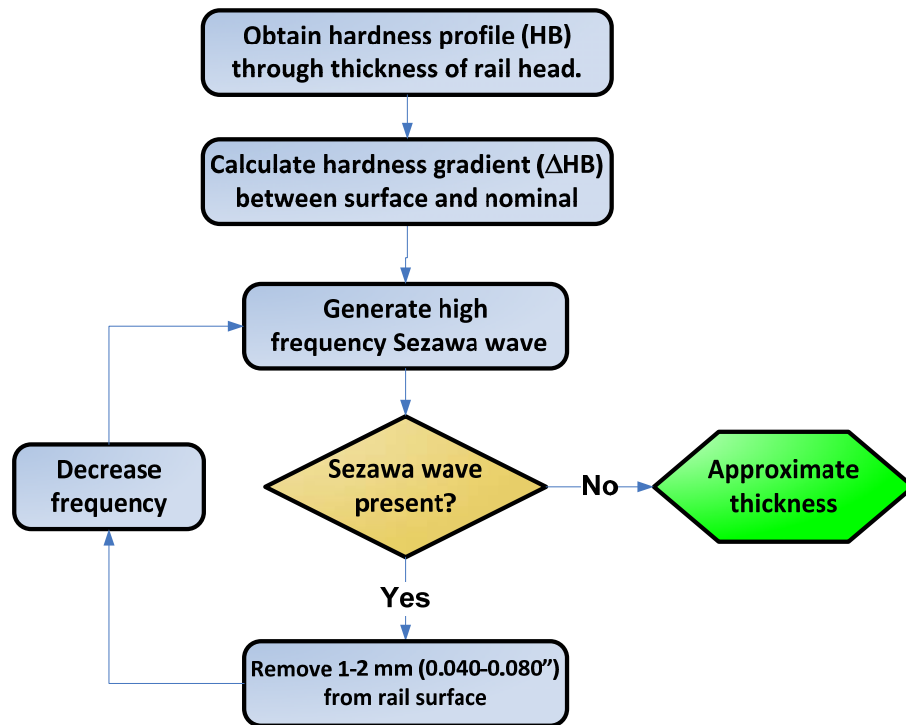 Obtain hardness profile (HB)
through thickness of rail head.
Calculate hardness gradient (ΔHB)
between surface and nominal
Generate high
frequency Sezawa wave
Sezawa wave
present?
No
Approximate
thickness
Yes
Remove 1-2 mm (0.040-0.080”)
from rail surface
Decrease
frequency